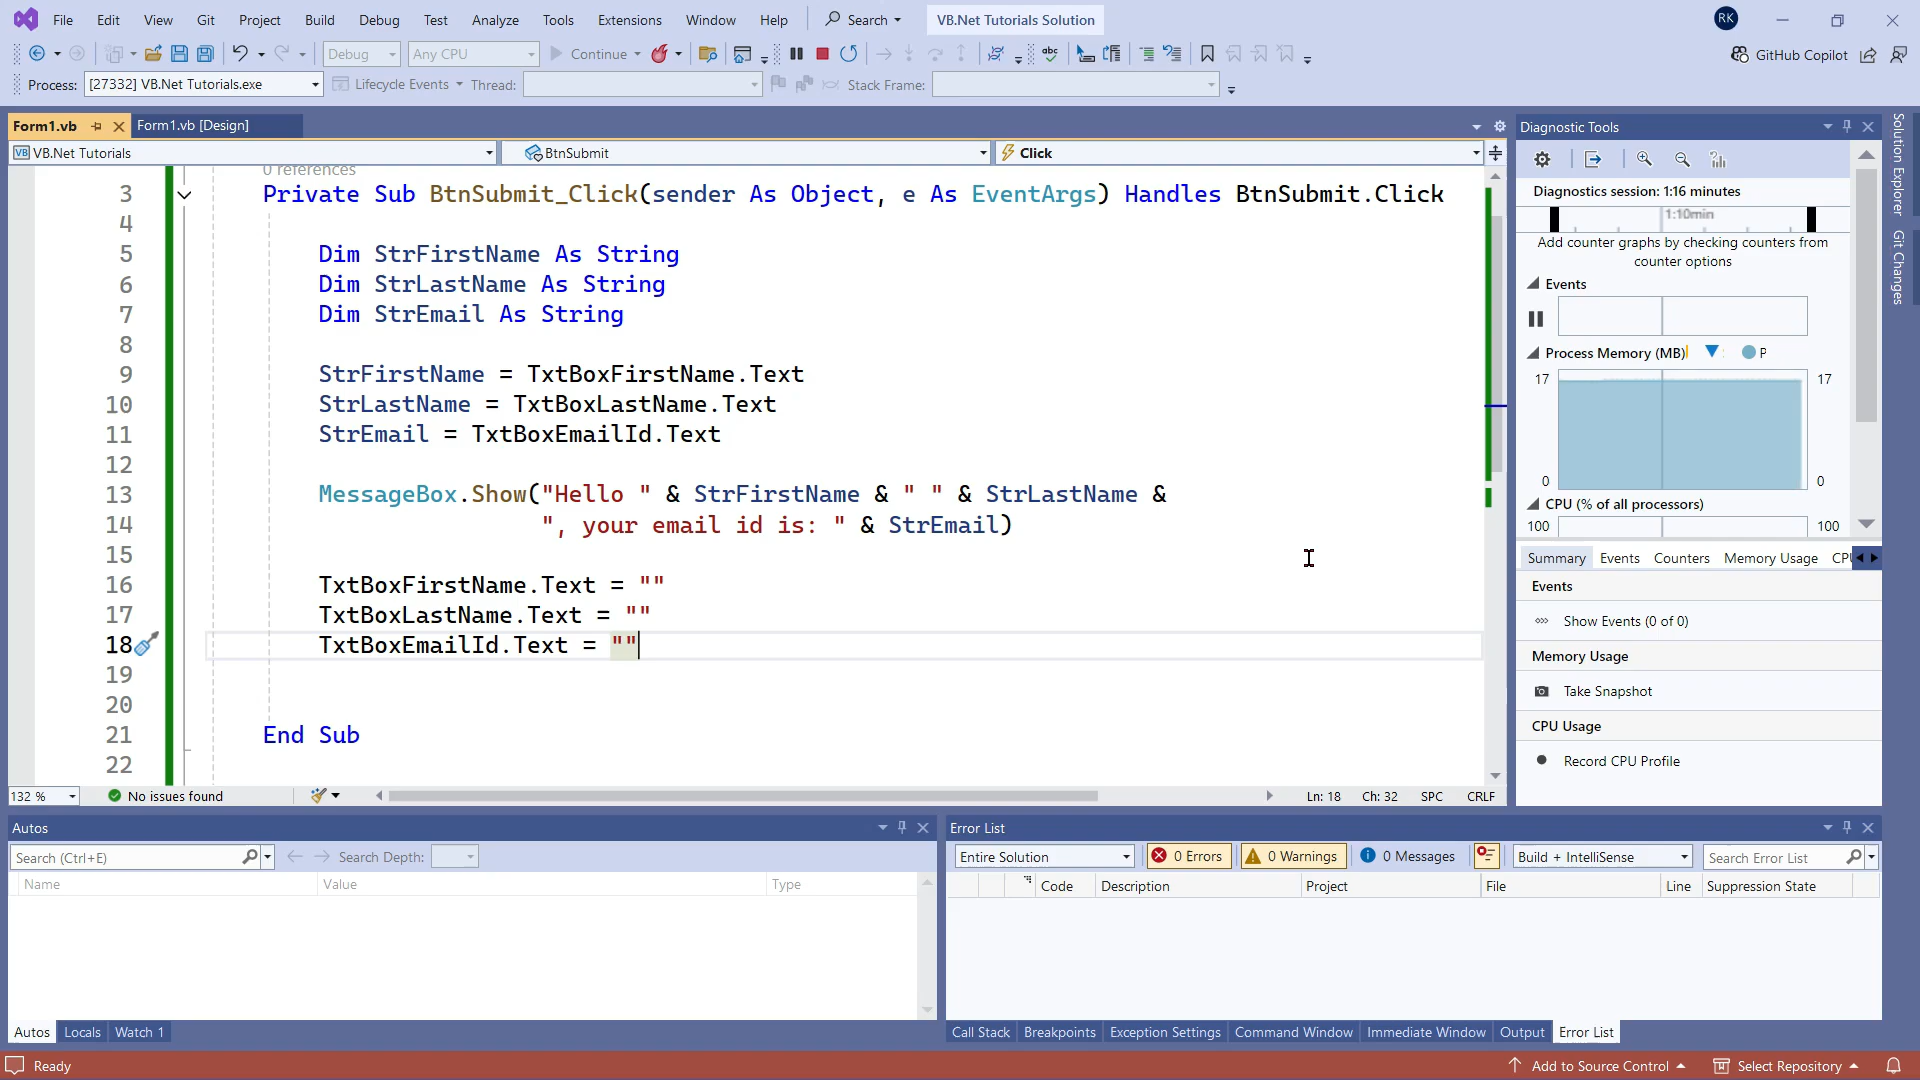 File Edit View Git Project Build Debug Test Analyze Tools Extensions Window Help Search VB.Net Tutorials Solution RK
Debug Any CPU Continue GitHub Copilot
Process: [27332] VB.Net Tutorials.exe Lifecycle Events Thread: Stack Frame:
Form1.vb Form1.vb [Design]
VB VB.Net Tutorials BtnSubmit Click
0 references
3 Private Sub BtnSubmit_Click(sender As Object, e As EventArgs) Handles BtnSubmit.Click
4
5 Dim StrFirstName As String
6 Dim StrLastName As String
7 Dim StrEmail As String
8
9 StrFirstName = TxtBoxFirstName.Text
10 StrLastName = TxtBoxLastName.Text
11 StrEmail = TxtBoxEmailId.Text
12
13 MessageBox.Show("Hello " & StrFirstName & " " & StrLastName &
14 ", your email id is: " & StrEmail)
15
16 TxtBoxFirstName.Text = ""
17 TxtBoxLastName.Text = ""
18 TxtBoxEmailId.Text = ""
19
20
21 End Sub
22
132 % No issues found Ln: 18 Ch: 32 SPC CRLF
Diagnostic Tools
Diagnostics session: 1:16 minutes
1:10min
Add counter graphs by checking counters from
counter options
Events
Process Memory (MB) P
17 17
0 0
CPU (% of all processors)
100 100
Summary Events Counters Memory Usage
Events
Show Events (0 of 0)
Memory Usage
Take Snapshot
CPU Usage
Record CPU Profile
Solution Explorer
Git Changes
Autos
Search (Ctrl+E) Search Depth:
Name Value Type
Autos Locals Watch 1
Error List
Entire Solution 0 Errors 0 Warnings 0 Messages Build + IntelliSense Search Error List
Code Description Project File Line Suppression State
Call Stack Breakpoints Exception Settings Command Window Immediate Window Output Error List
Ready Add to Source Control Select Repository